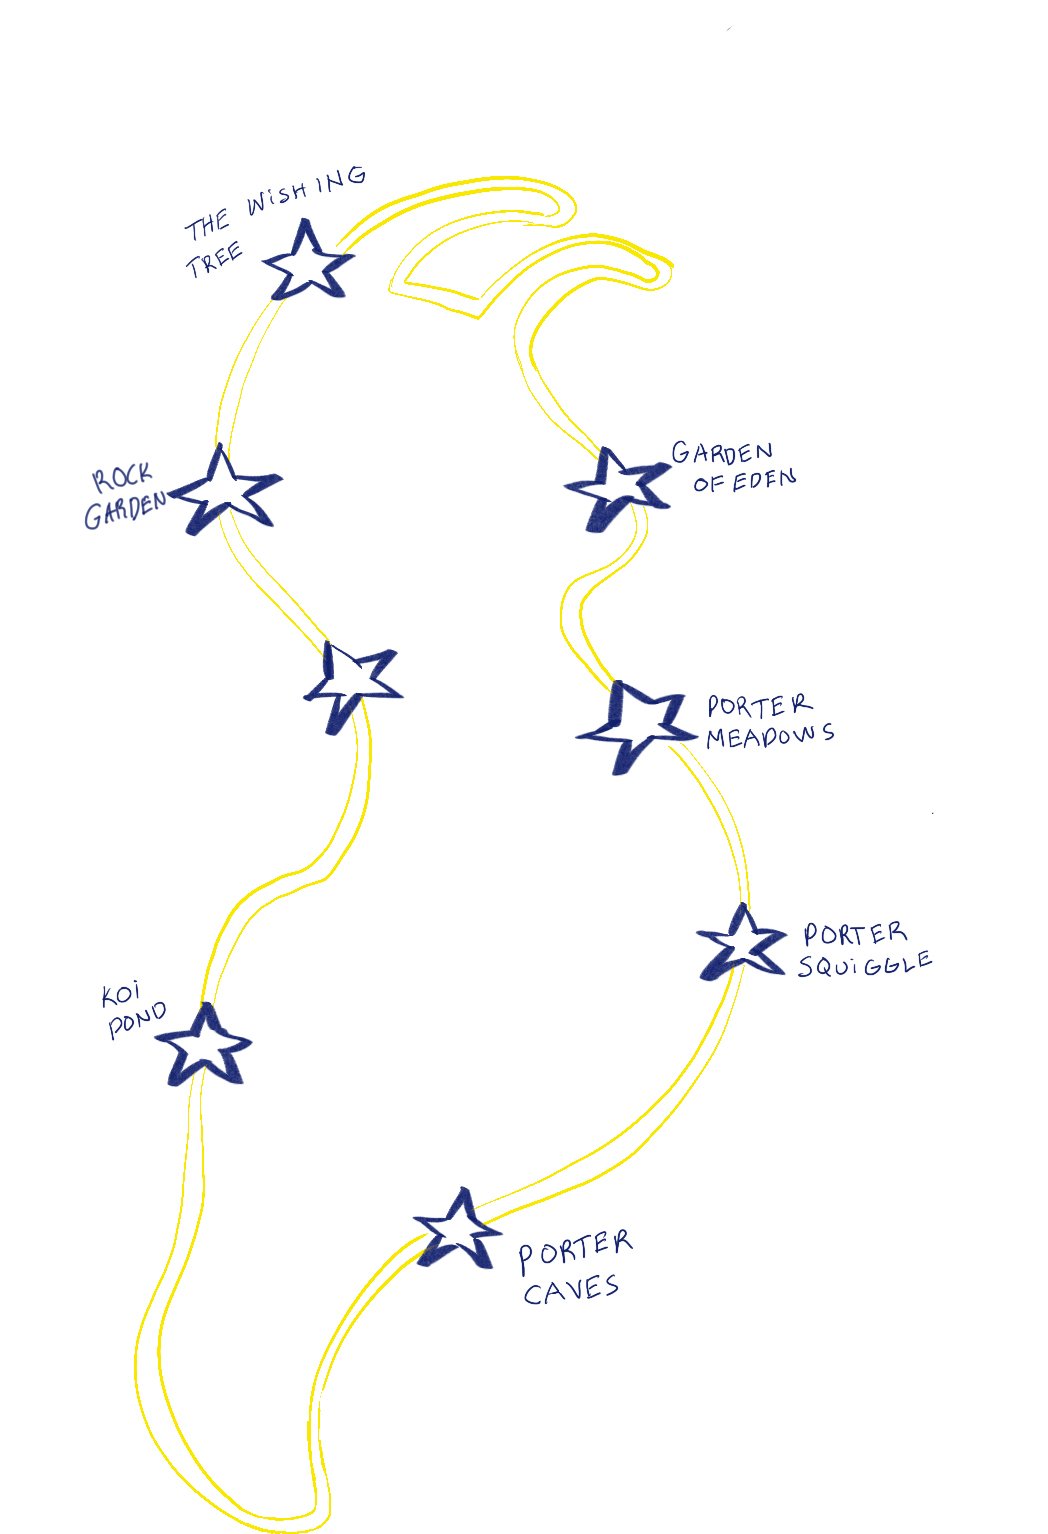 THE WiSHING
TREE
GARDEN
OF EDEN
ROCK
GARDEN
PORTER
MEADOWS
PORTER
SQUiGGLE
KOi
POND
PORTER
CAVES